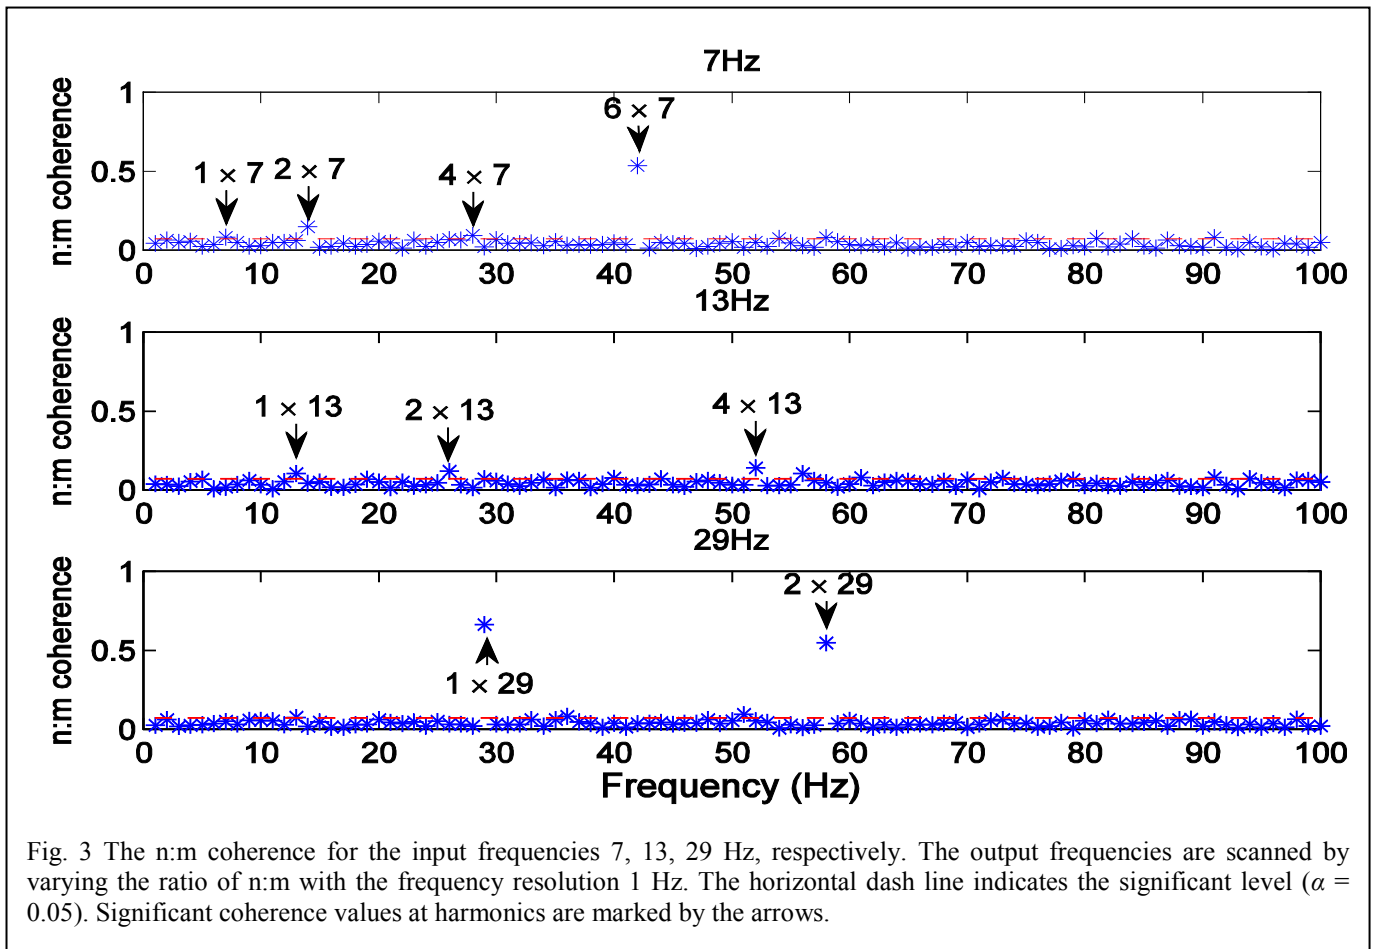 7Hz
n:m coherence
1
0.5
0
1 × 7
2 × 7
4 × 7
6 × 7
0 10 20 30 40 50 60 70 80 90 100
13Hz
n:m coherence
1
0.5
0
1 × 13
2 × 13
4 × 13
0 10 20 30 40 50 60 70 80 90 100
29Hz
n:m coherence
1
0.5
0
1 × 29
2 × 29
0 10 20 30 40 50 60 70 80 90 100
Frequency (Hz)
Fig. 3 The n:m coherence for the input frequencies 7, 13, 29 Hz, respectively. The output frequencies are scanned by
varying the ratio of n:m with the frequency resolution 1 Hz. The horizontal dash line indicates the significant level (α =
0.05). Significant coherence values at harmonics are marked by the arrows.